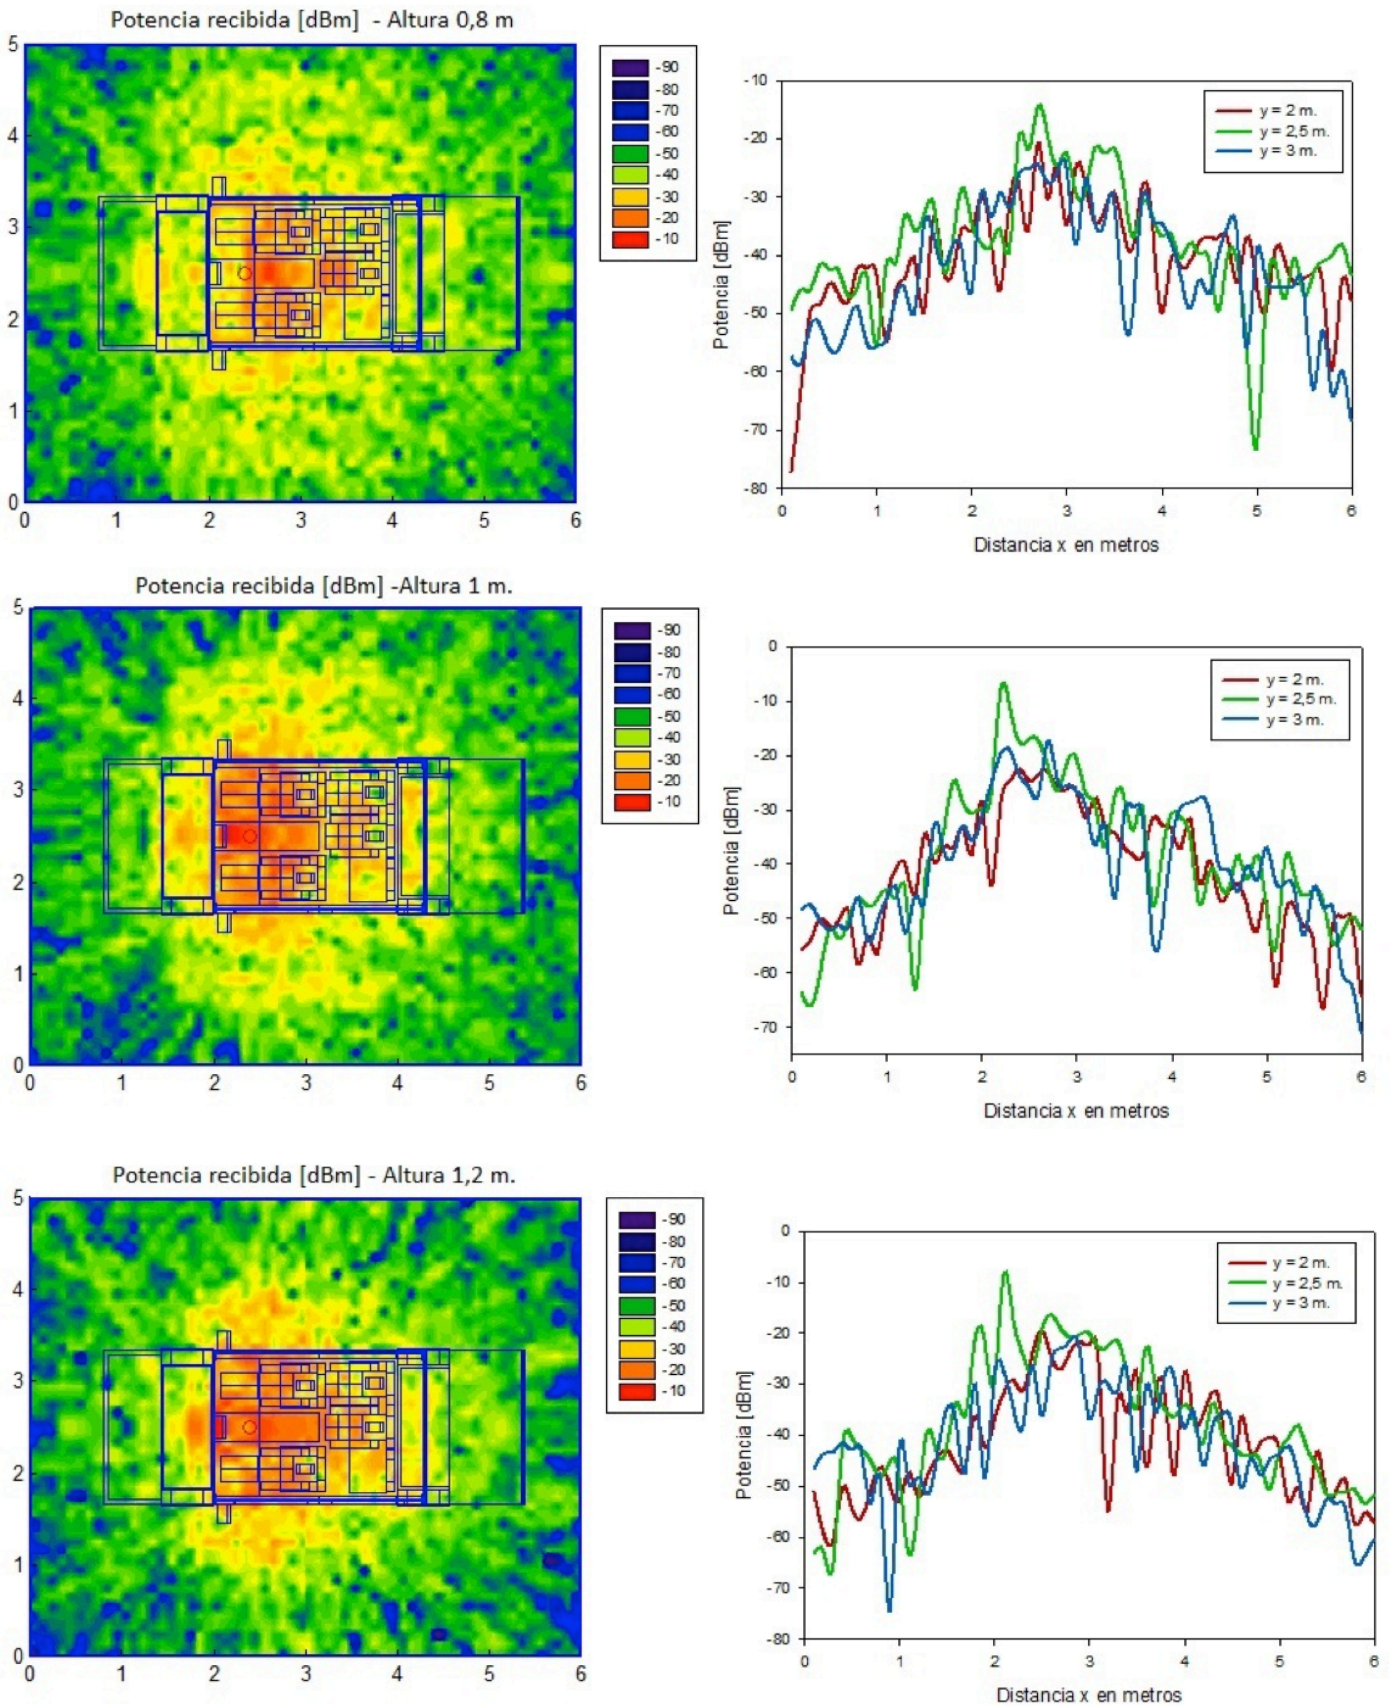 Potencia recibida [dBm]  - Altura 0,8 m
5
4
3
2
1
0
0 1 2 3 4 5 6
-90
-80
-70
-60
-50
-40
-30
-20
-10
-10
-20
-30
-40
-50
-60
-70
-80
Potencia [dBm]
y = 2 m.
y = 2,5 m.
y = 3 m.
0 1 2 3 4 5 6
Distancia x en metros
Potencia recibida [dBm] -Altura 1 m.
5
4
3
2
1
0
0 1 2 3 4 5 6
-90
-80
-70
-60
-50
-40
-30
-20
-10
0
-10
-20
-30
-40
-50
-60
-70
Potencia [dBm]
y = 2 m.
y = 2,5 m.
y = 3 m.
0 1 2 3 4 5 6
Distancia x en metros
Potencia recibida [dBm] - Altura 1,2 m.
5
4
3
2
1
0
0 1 2 3 4 5 6
-90
-80
-70
-60
-50
-40
-30
-20
-10
0
-10
-20
-30
-40
-50
-60
-70
-80
Potencia [dBm]
y = 2 m.
y = 2,5 m.
y = 3 m.
0 1 2 3 4 5 6
Distancia x en metros